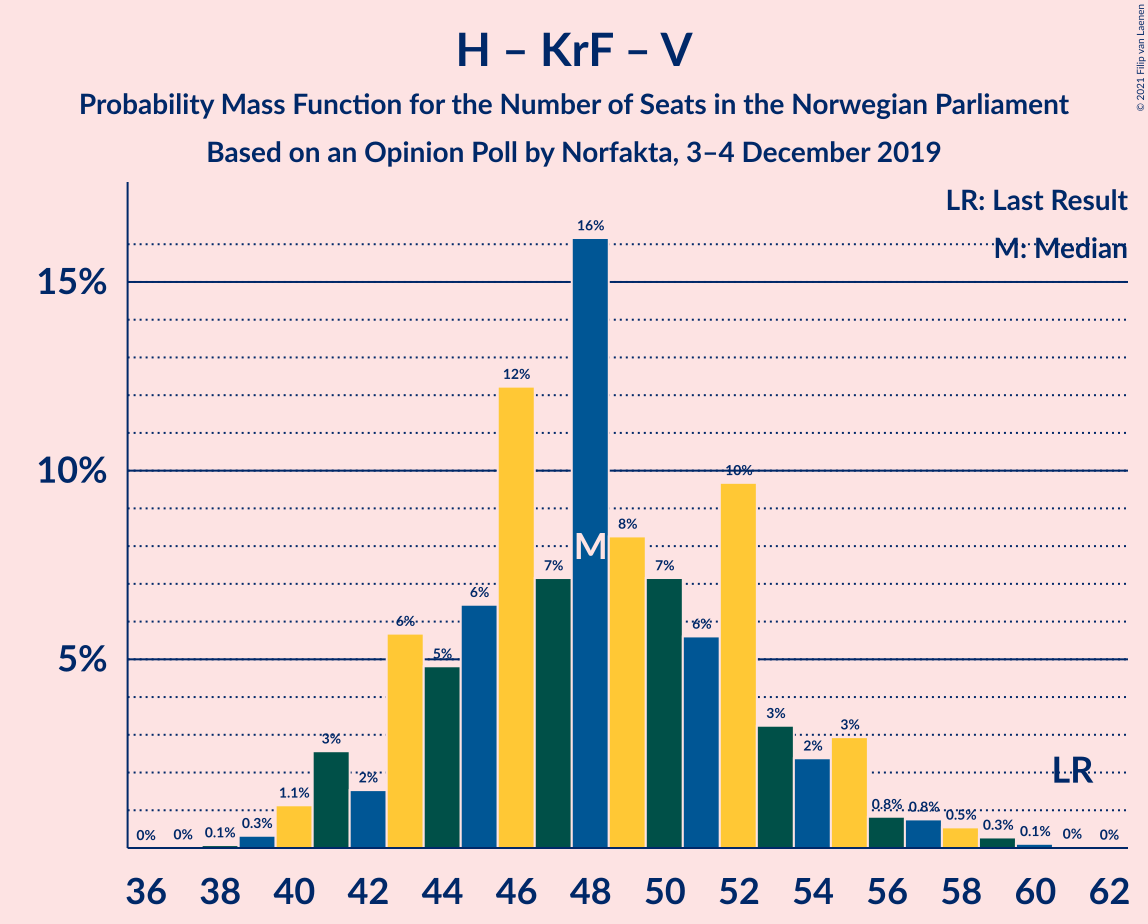 H – KrF – V
Probability Mass Function for the Number of Seats in the Norwegian Parliament
Based on an Opinion Poll by Norfakta, 3–4 December 2019
© 2021 Filip van Laenen
LR: Last Result
M: Median
15%
10%
5%
0% 0% 0.1% 0.3% 1.1% 3% 2% 6% 5% 6% 12% 7% 16% 8% 7% 6% 10% 3% 2% 3% 0.8% 0.8% 0.5% 0.3% 0.1% 0% 0%
M
LR
36 38 40 42 44 46 48 50 52 54 56 58 60 62